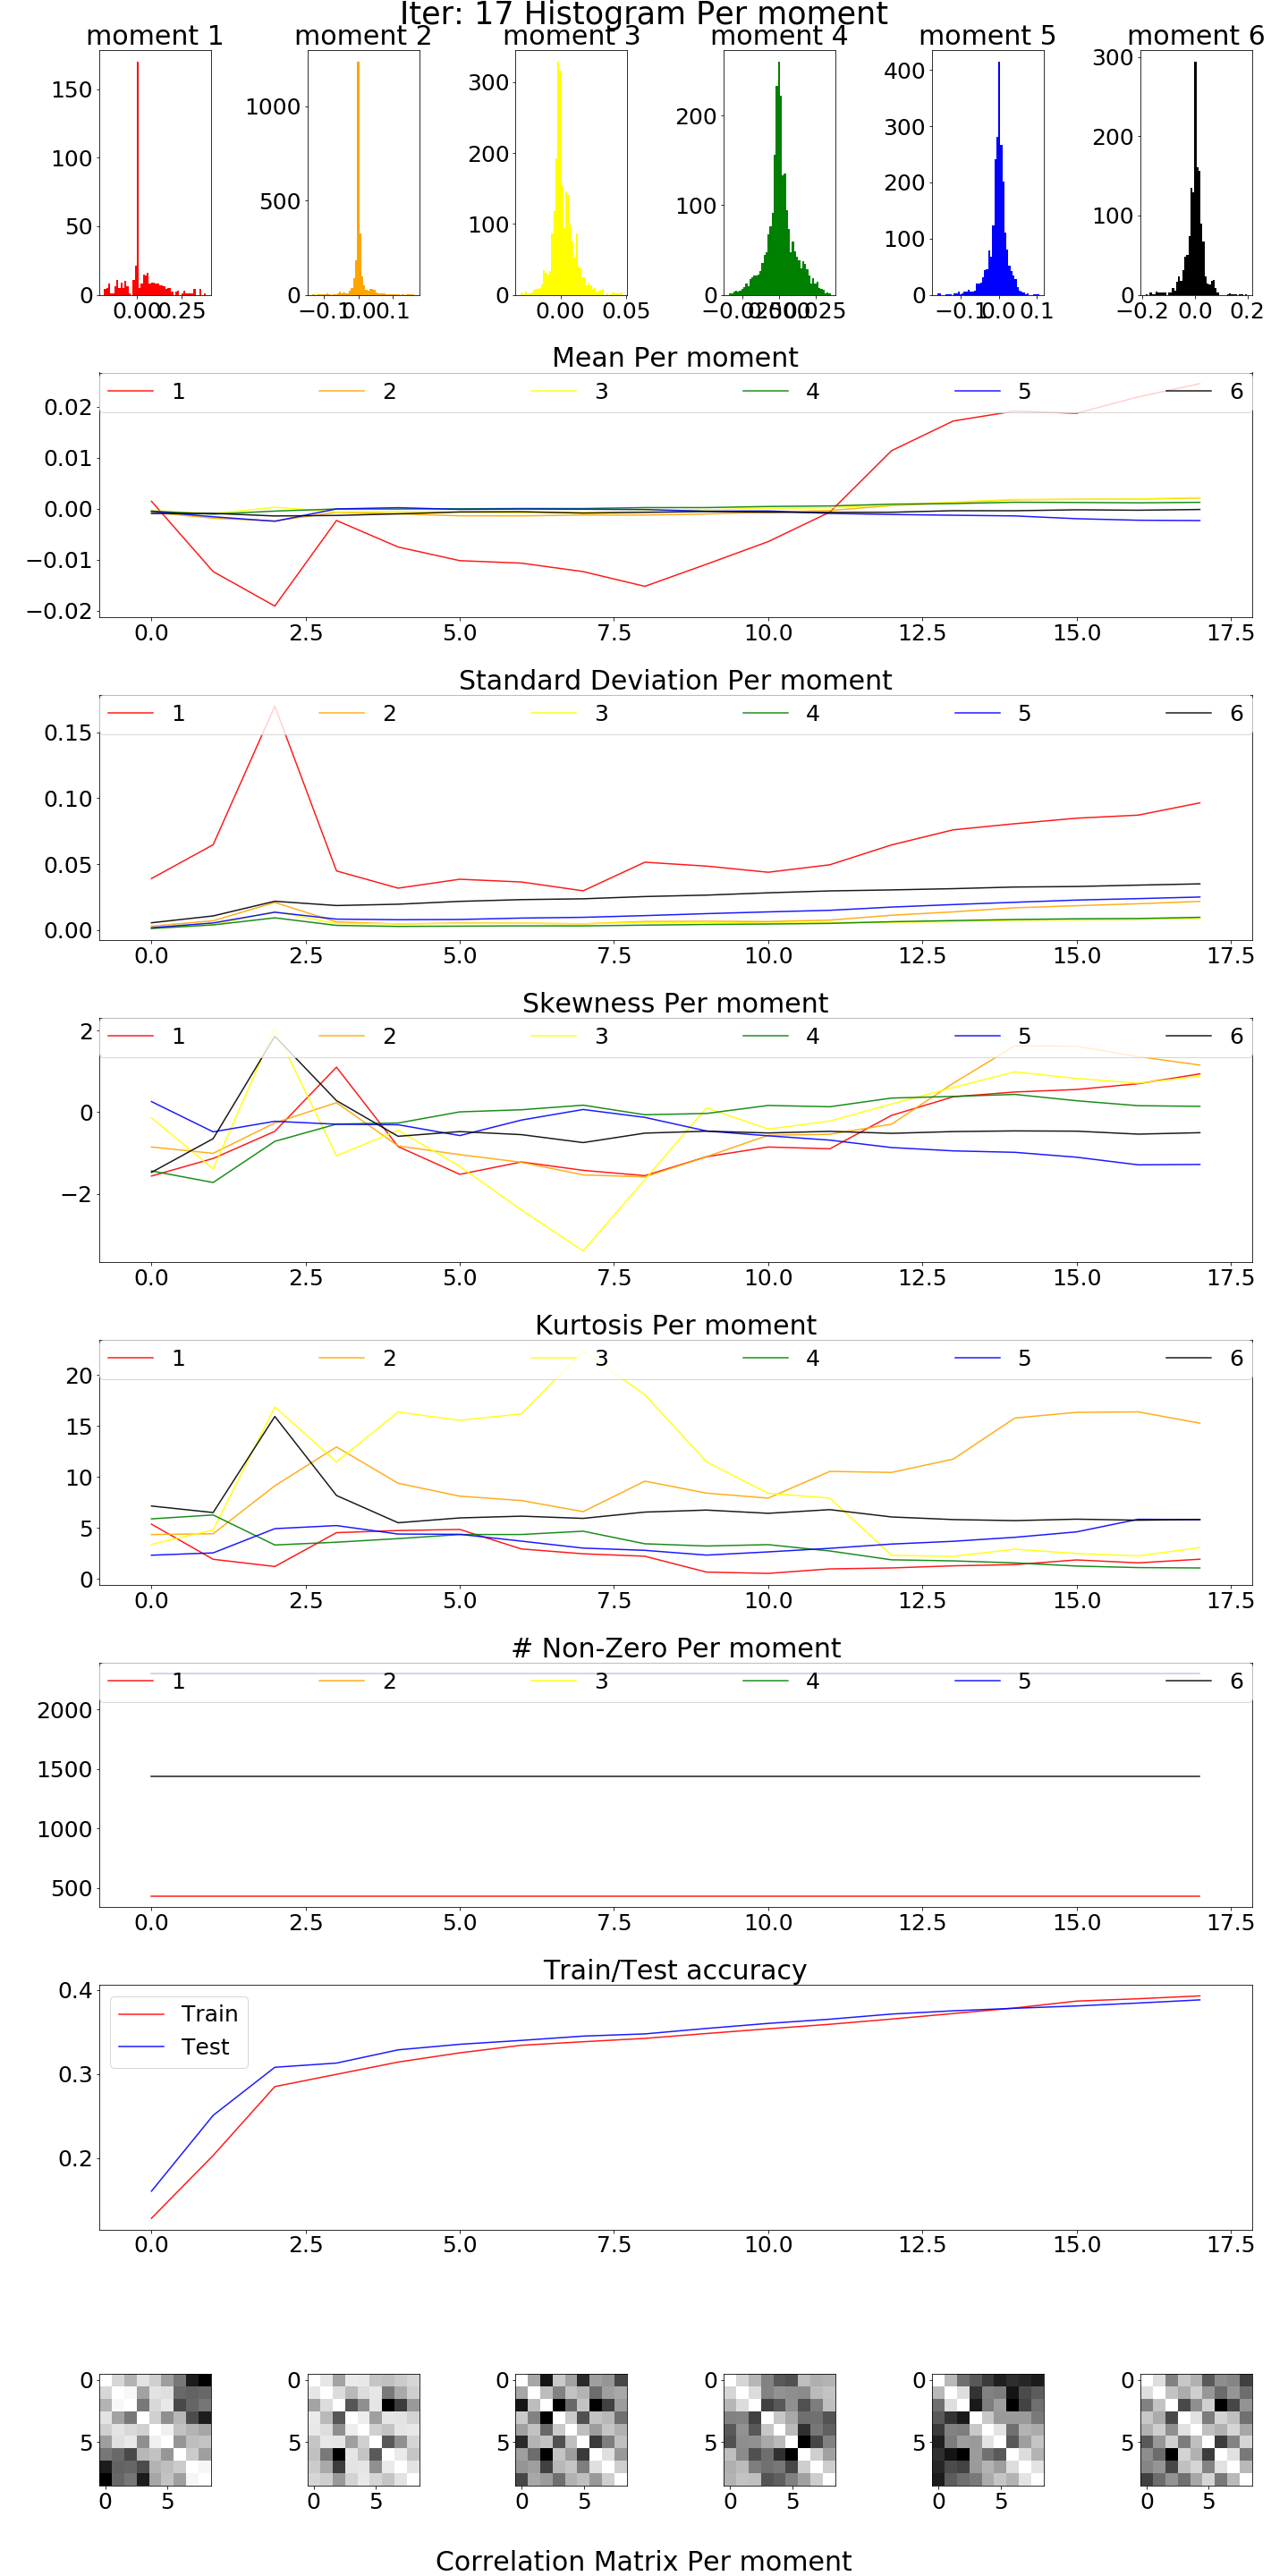 Iter: 17 Histogram Per moment
moment 1 moment 2 moment 3 moment 4 moment 5 moment 6
150
100
50
0
0.00 0.25
1000
500
0
−0.1 0.0 0.1
300
200
100
0
0.00 0.05
200
100
0
−0.025 0.000 0.025
400
300
200
100
0
−0.1 0.0 0.1
300
200
100
0
−0.2 0.0 0.2
Mean Per moment
1 2 3 4 5 6
0.02
0.01
0.00
−0.01
−0.02
0.0 2.5 5.0 7.5 10.0 12.5 15.0 17.5
Standard Deviation Per moment
1 2 3 4 5 6
0.15
0.10
0.05
0.00
0.0 2.5 5.0 7.5 10.0 12.5 15.0 17.5
Skewness Per moment
1 2 3 4 5 6
2
0
−2
0.0 2.5 5.0 7.5 10.0 12.5 15.0 17.5
Kurtosis Per moment
1 2 3 4 5 6
20
15
10
5
0
0.0 2.5 5.0 7.5 10.0 12.5 15.0 17.5
# Non-Zero Per moment
1 2 3 4 5 6
2000
1500
1000
500
0.0 2.5 5.0 7.5 10.0 12.5 15.0 17.5
Train/Test accuracy
Train
Test
0.4
0.3
0.2
0.0 2.5 5.0 7.5 10.0 12.5 15.0 17.5
0 0 0 0 0 0
5 5 5 5 5 5
0 5 0 5 0 5 0 5 0 5 0 5
Correlation Matrix Per moment